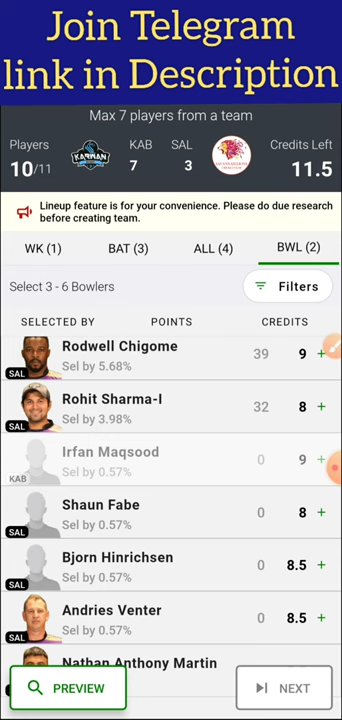 Join Telegram
link in Description
Max 7 players from a team
Players KAB SAL Credits Left
10/11 KARWAN 7 3 11.5
Lineup feature is for your convenience. Please do due research
before creating team.
WK (1) BAT (3) ALL (4) BWL (2)
Select 3 - 6 Bowlers Filters
SELECTED BY POINTS CREDITS
Rodwell Chigome
Sel by 5.68% 39 9 +
SAL
Rohit Sharma-I
Sel by 3.98% 32 8 +
SAL
Irfan Maqsood
Sel by 0.57% 0 9 +
KAB
Shaun Fabe
Sel by 0.57% 0 8 +
SAL
Bjorn Hinrichsen
Sel by 0.57% 0 8.5 +
SAL
Andries Venter
Sel by 0.57% 0 8.5 +
SAL
Nathan Anthony Martin
PREVIEW NEXT